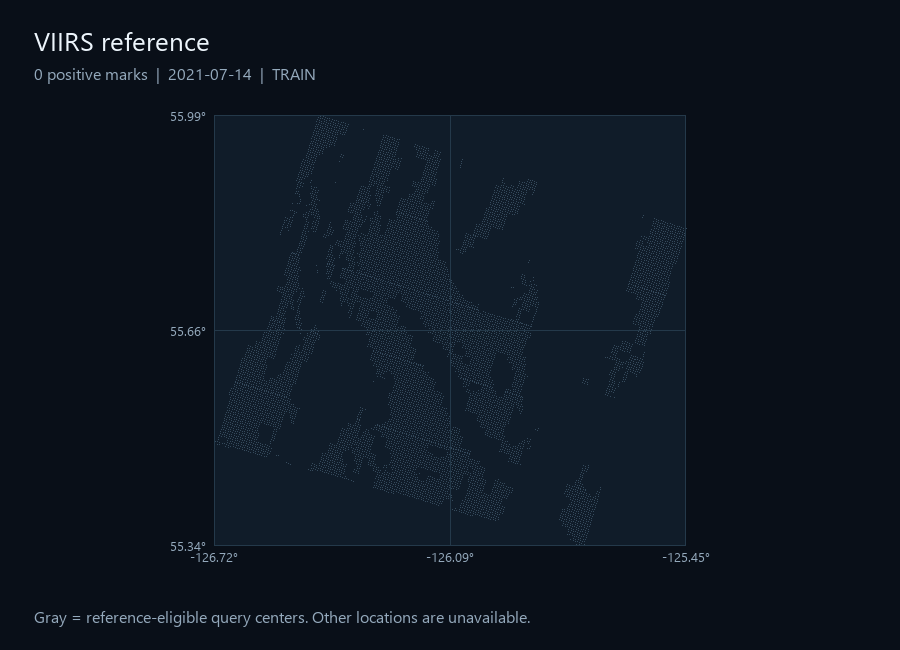 VIIRS reference
0 positive marks | 2021-07-14 | TRAIN
55.99°
55.66°
55.34°
-126.72° -126.09° -125.45°
Gray = reference-eligible query centers. Other locations are unavailable.